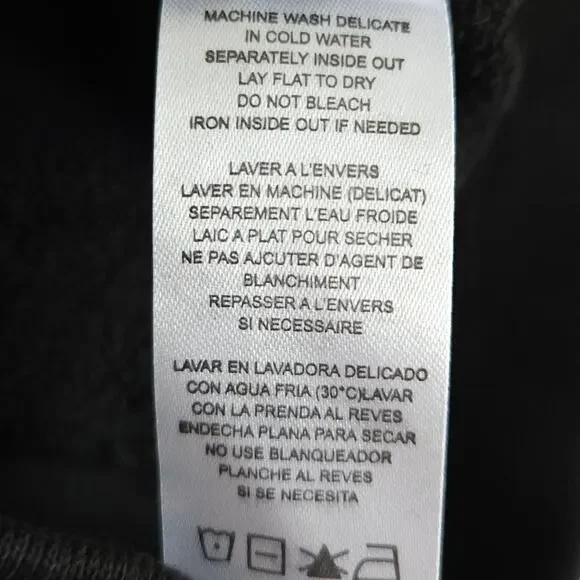 MACHINE WASH DELICATE
IN COLD WATER
SEPARATELY INSIDE OUT
LAY FLAT TO DRY
DO NOT BLEACH
IRON INSIDE OUT IF NEEDED
LAVER A L'ENVERS
LAVER EN MACHINE (DELICAT)
SEPAREMENT L'EAU FROIDE
LAIC A PLAT POUR SECHER
NE PAS AJCUTER D'AGENT DE
BLANCHIMENT
REPASSER A L'ENVERS
SI NECESSAIRE
LAVAR EN LAVADORA DELICADO
CON AGUA FRIA (30°C)LAVAR
CON LA PRENDA AL REVES
ENDECHA PLANA PARA SECAR
NO USE BLANQUEADOR
PLANCHE AL REVES
SI SE NECESITA